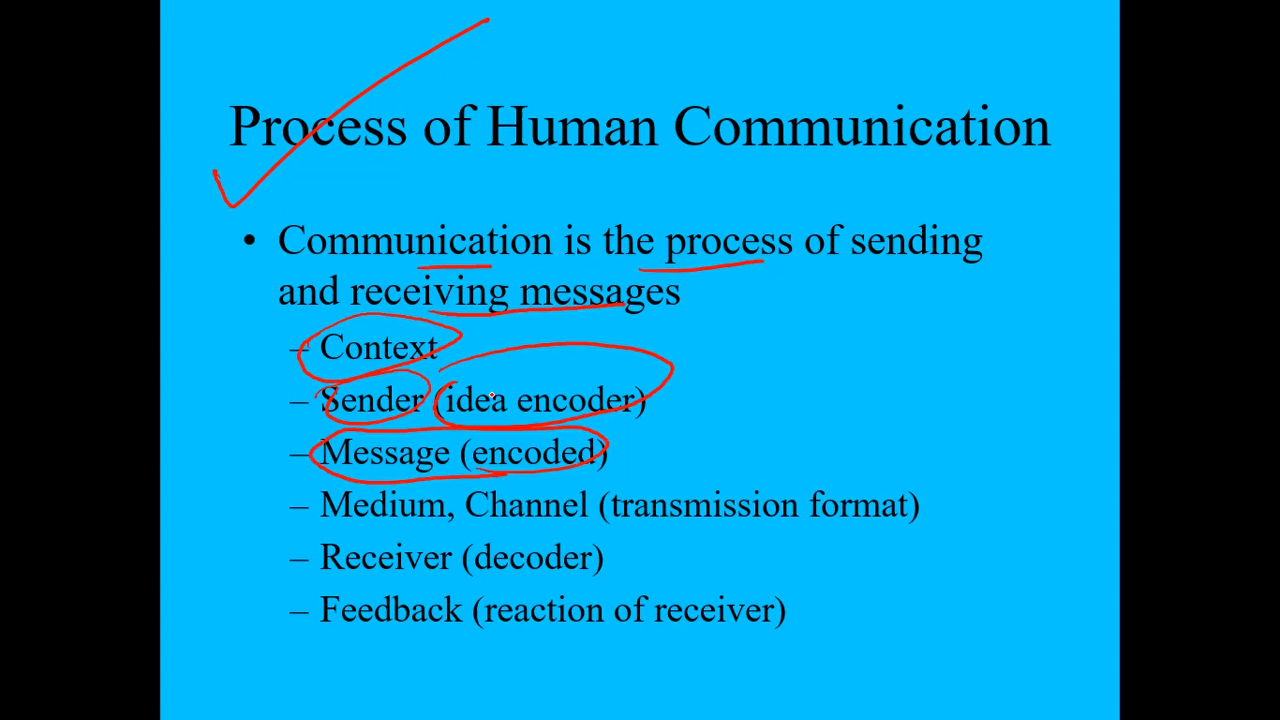 Process of Human Communication
• Communication is the process of sending
and receiving messages
– Context
– Sender (idea encoder)
– Message (encoded)
– Medium, Channel (transmission format)
– Receiver (decoder)
– Feedback (reaction of receiver)